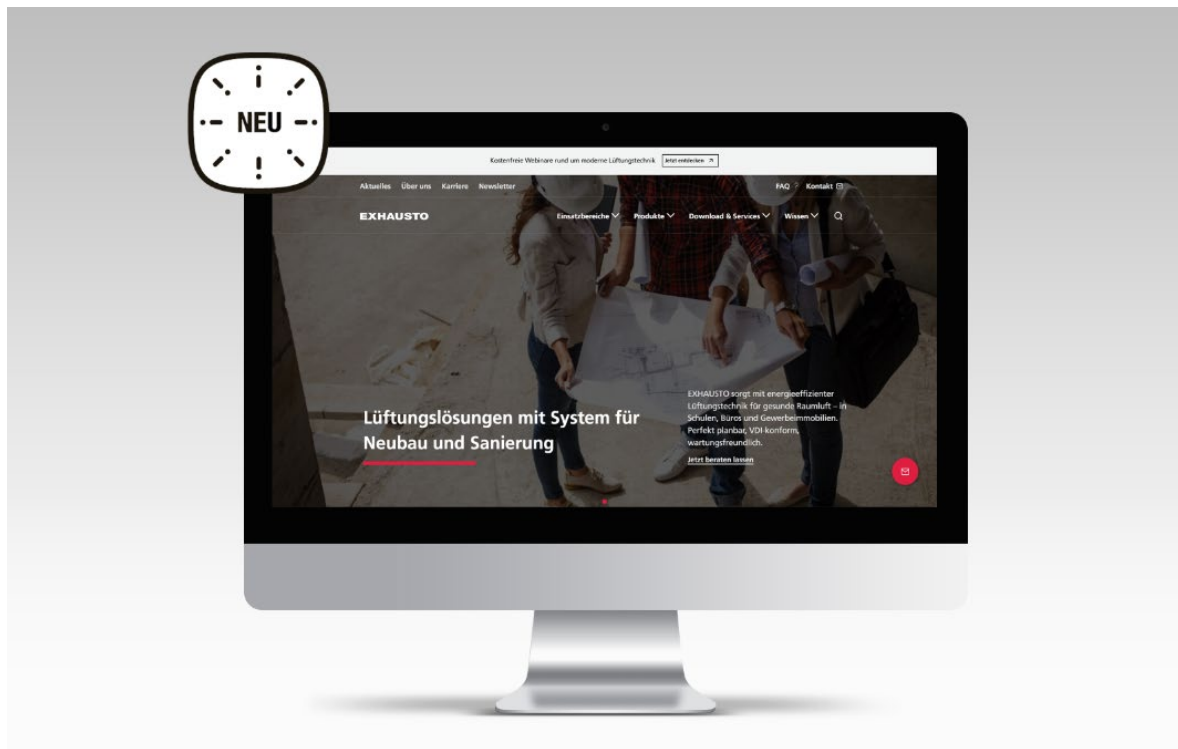 NEU
Kostenfreie Webinare rund um moderne Lüftungstechnik Jetzt entdecken
Aktuelles Über uns Karriere Newsletter FAQ ? Kontakt
EXHAUSTO Einsatzbereiche Produkte Download & Services Wissen
Lüftungslösungen mit System für
Neubau und Sanierung
EXHAUSTO sorgt mit energieeffizienter
Lüftungstechnik für gesunde Raumluft – in
Schulen, Büros und Gewerbeimmobilien.
Perfekt planbar, VDI-konform,
wartungsfreundlich.
Jetzt beraten lassen